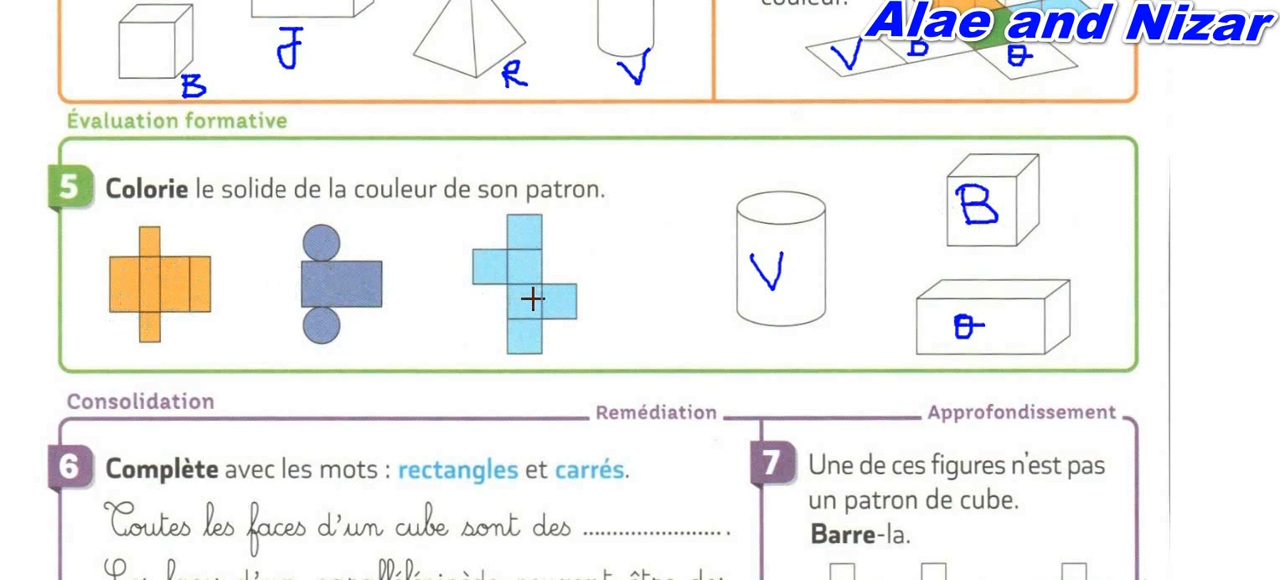 couleur.
Alae and Nizar
B
J
R
V
V
B
Évaluation formative
5 Colorie le solide de la couleur de son patron.
V
B
Consolidation
Remédiation
Approfondissement
6 Complète avec les mots : rectangles et carrés.
Toutes les faces d'un cube sont des ........................ .
7 Une de ces figures n'est pas
un patron de cube.
Barre-la.